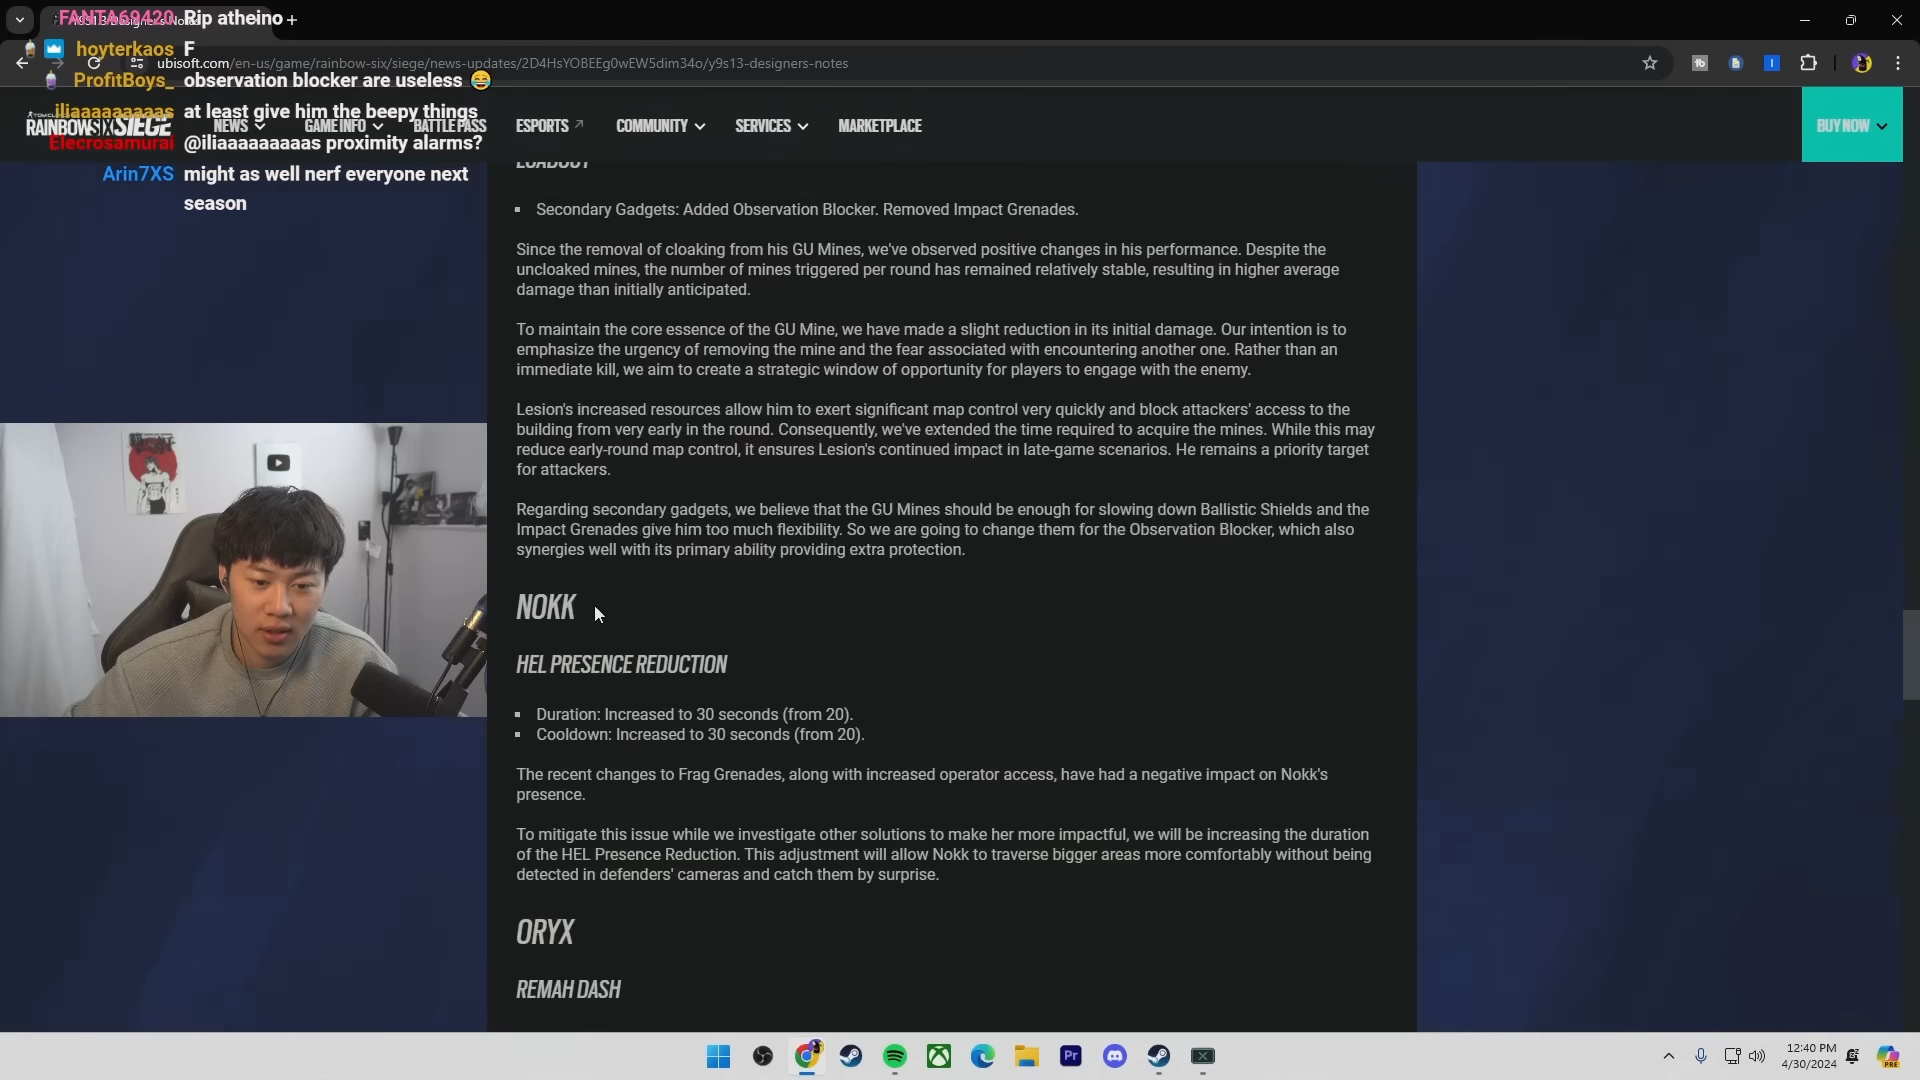 FANTA69420 Rip atheino
hoyterkaos F
ubisoft.com/en-us/game/rainbow-six/siege/news-updates/2D4HsYOBEEg0wEW5dim34o/y9s13-designers-notes
ProfitBoys_ observation blocker are useless 😂
iliaaaaaaaaas at least give him the beepy things
RAINBOWSIX SIEGE NEWS GAME INFO BATTLE PASS ESPORTS COMMUNITY SERVICES MARKETPLACE BUY NOW
Elecrosamurai @iliaaaaaaaaas proximity alarms?
Arin7XS might as well nerf everyone next
season
LOADOUT
▪ Secondary Gadgets: Added Observation Blocker. Removed Impact Grenades.
Since the removal of cloaking from his GU Mines, we've observed positive changes in his performance. Despite the
uncloaked mines, the number of mines triggered per round has remained relatively stable, resulting in higher average
damage than initially anticipated.
To maintain the core essence of the GU Mine, we have made a slight reduction in its initial damage. Our intention is to
emphasize the urgency of removing the mine and the fear associated with encountering another one. Rather than an
immediate kill, we aim to create a strategic window of opportunity for players to engage with the enemy.
Lesion's increased resources allow him to exert significant map control very quickly and block attackers' access to the
building from very early in the round. Consequently, we've extended the time required to acquire the mines. While this may
reduce early-round map control, it ensures Lesion's continued impact in late-game scenarios. He remains a priority target
for attackers.
Regarding secondary gadgets, we believe that the GU Mines should be enough for slowing down Ballistic Shields and the
Impact Grenades give him too much flexibility. So we are going to change them for the Observation Blocker, which also
synergies well with its primary ability providing extra protection.
NOKK
HEL PRESENCE REDUCTION
▪ Duration: Increased to 30 seconds (from 20).
▪ Cooldown: Increased to 30 seconds (from 20).
The recent changes to Frag Grenades, along with increased operator access, have had a negative impact on Nokk's
presence.
To mitigate this issue while we investigate other solutions to make her more impactful, we will be increasing the duration
of the HEL Presence Reduction. This adjustment will allow Nokk to traverse bigger areas more comfortably without being
detected in defenders' cameras and catch them by surprise.
ORYX
REMAH DASH
Pr
12:40 PM
4/30/2024
PRE